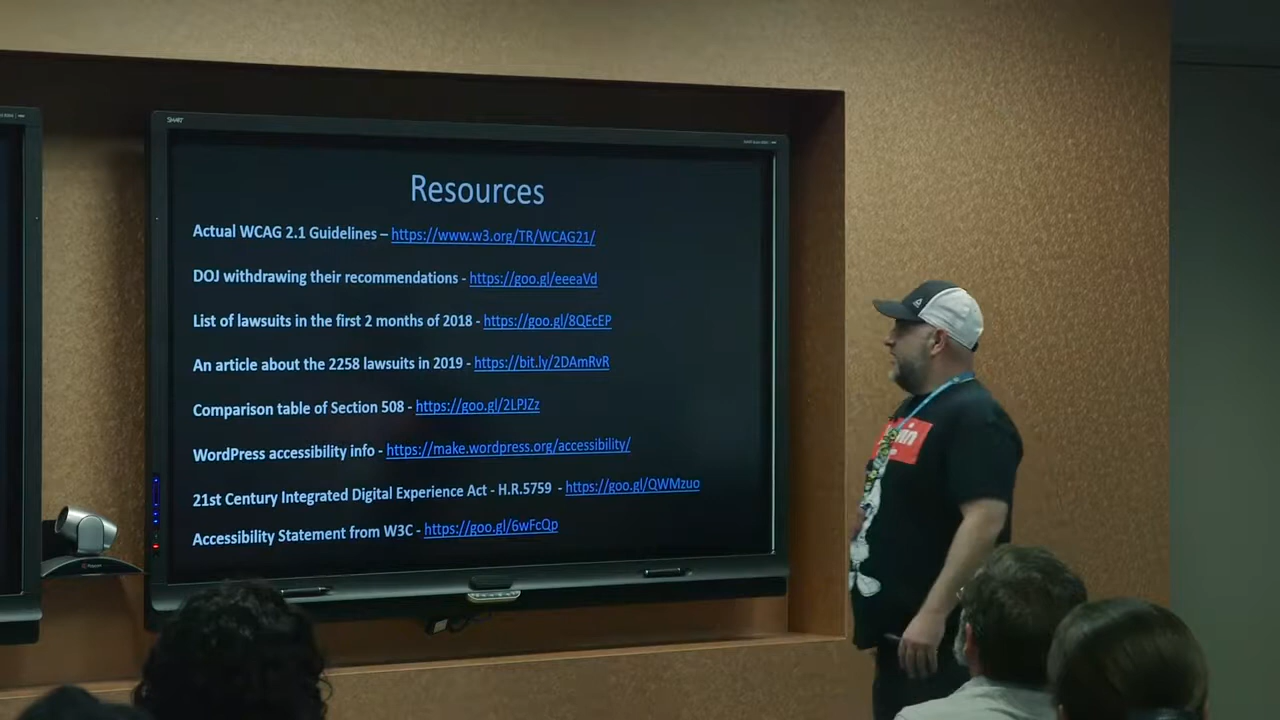 SMART
Resources
Actual WCAG 2.1 Guidelines – https://www.w3.org/TR/WCAG21/
DOJ withdrawing their recommendations - https://goo.gl/eeeaVd
List of lawsuits in the first 2 months of 2018 - https://goo.gl/8QEcEP
An article about the 2258 lawsuits in 2019 - https://bit.ly/2DAmRvR
Comparison table of Section 508 - https://goo.gl/2LPJZz
WordPress accessibility info - https://make.wordpress.org/accessibility/
21st Century Integrated Digital Experience Act - H.R.5759 - https://goo.gl/QWMzuo
Accessibility Statement from W3C - https://goo.gl/6wFcQp